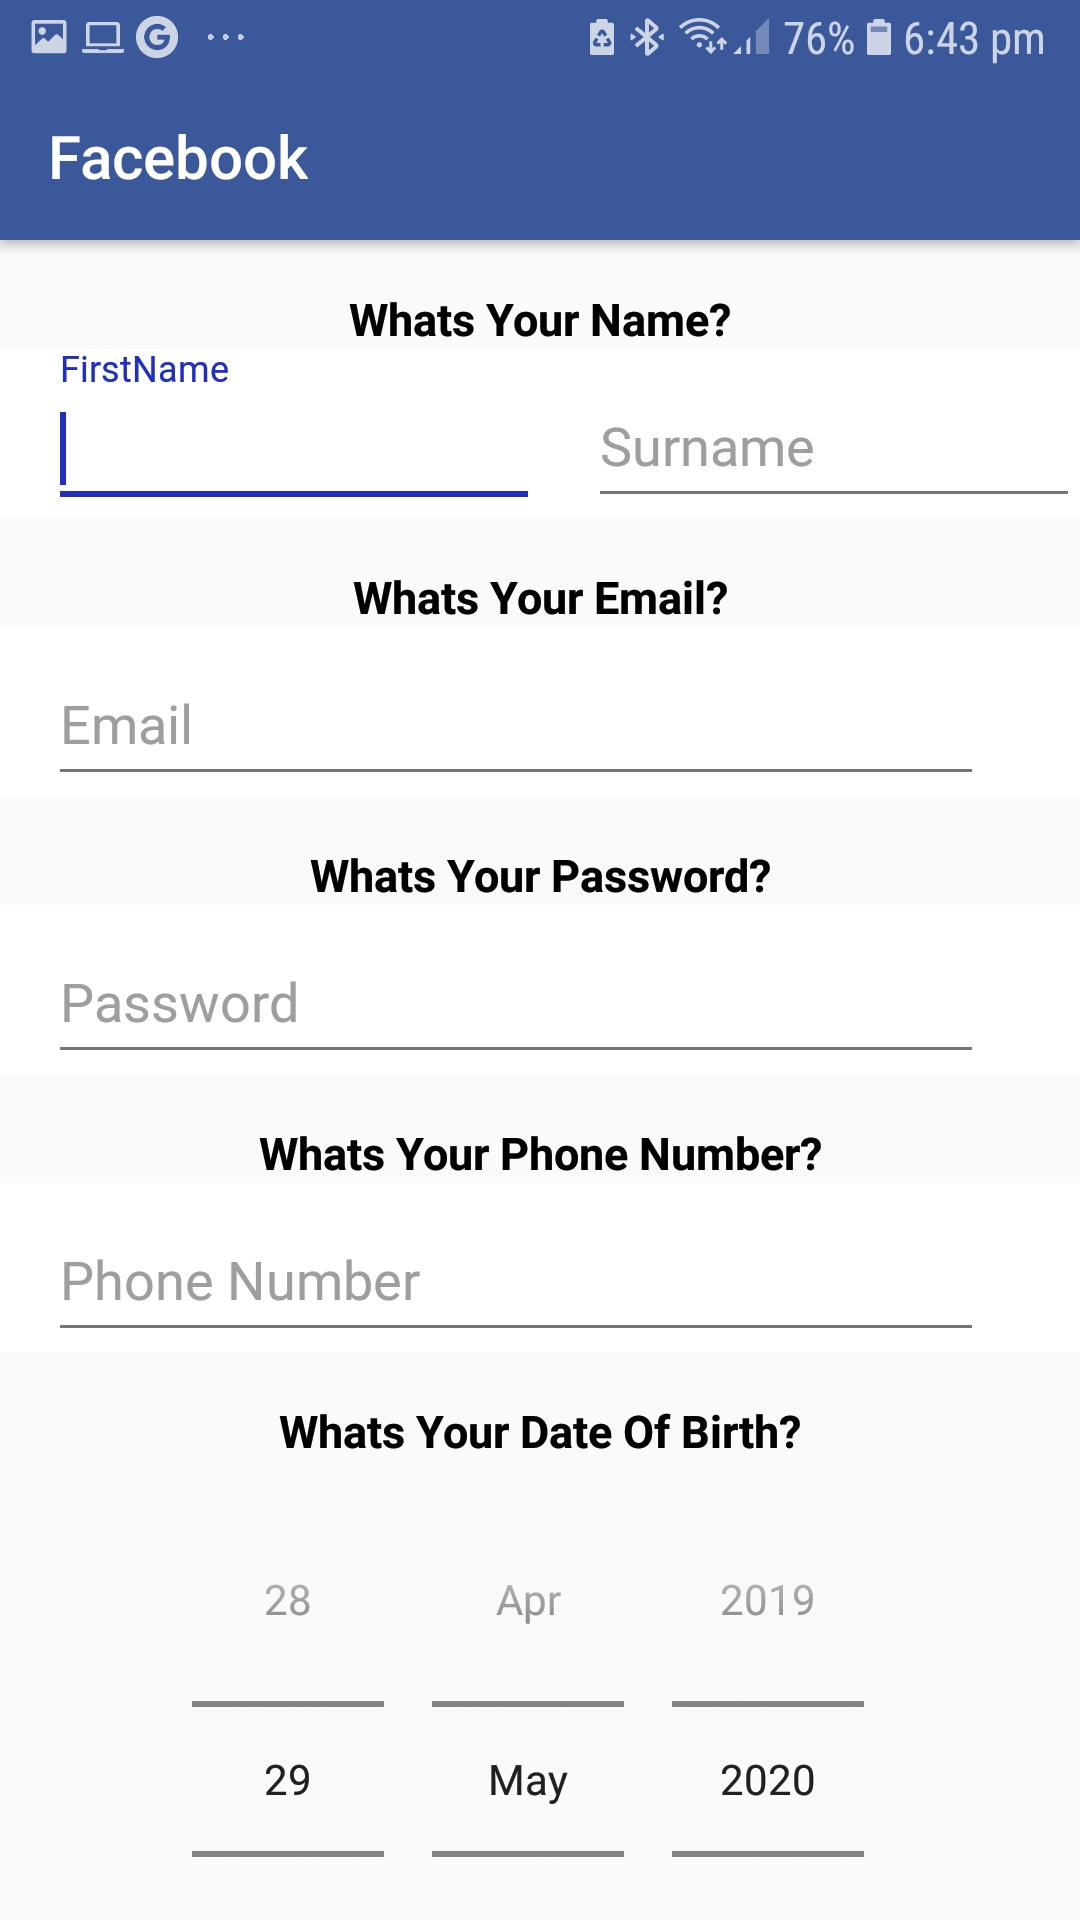 76% 6:43 pm
Facebook
Whats Your Name?
FirstName
Surname
Whats Your Email?
Email
Whats Your Password?
Password
Whats Your Phone Number?
Phone Number
Whats Your Date Of Birth?
28 Apr 2019
29 May 2020